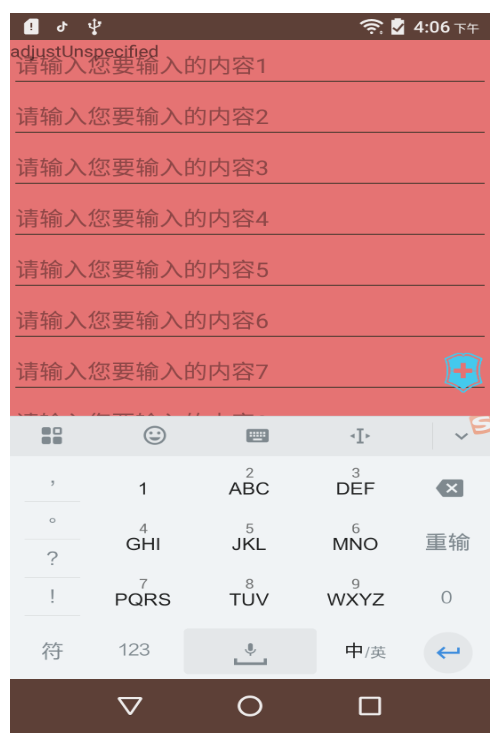 4:06 下午
adjustUnspecified
请输入您要输入的内容1
请输入您要输入的内容2
请输入您要输入的内容3
请输入您要输入的内容4
请输入您要输入的内容5
请输入您要输入的内容6
请输入您要输入的内容7
, 1 2 ABC 3 DEF
。 4 GHI 5 JKL 6 MNO 重输
?
! 7 PQRS 8 TUV 9 WXYZ 0
符 123 中/英